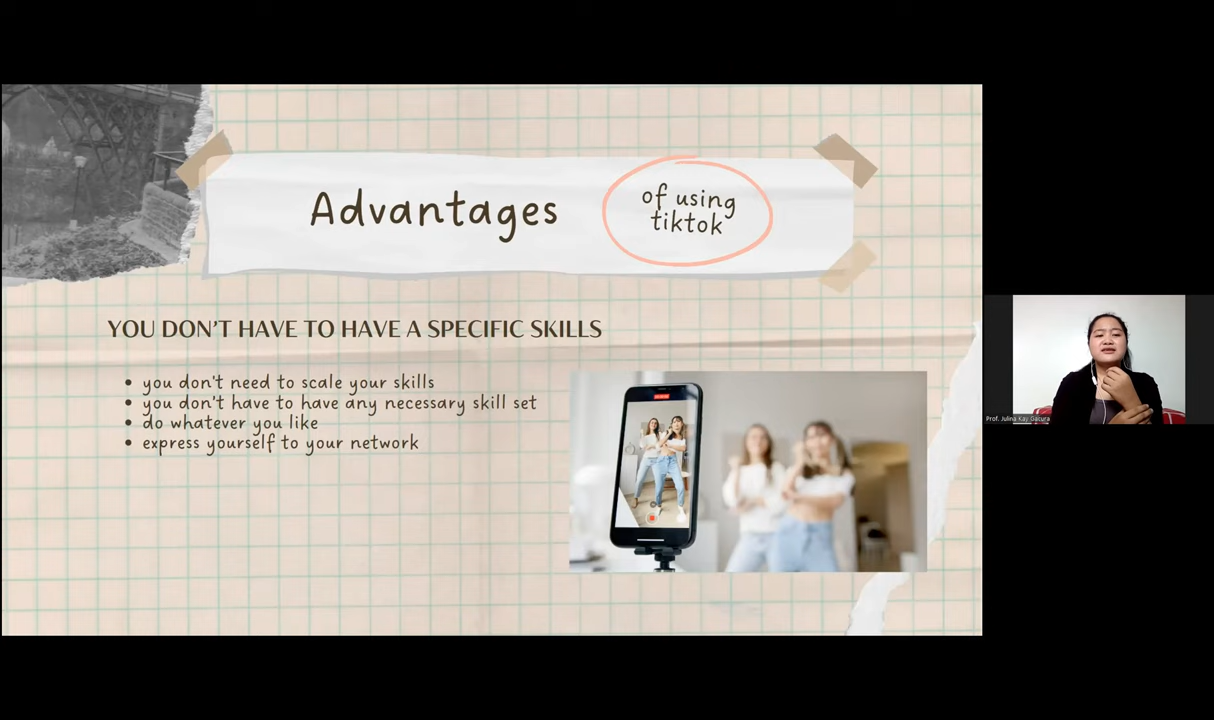 Advantages
of using
tiktok
YOU DON'T HAVE TO HAVE A SPECIFIC SKILLS
• you don't need to scale your skills
• you don't have to have any necessary skill set
• do whatever you like
• express yourself to your network
Prof. Julina Kay Gacura